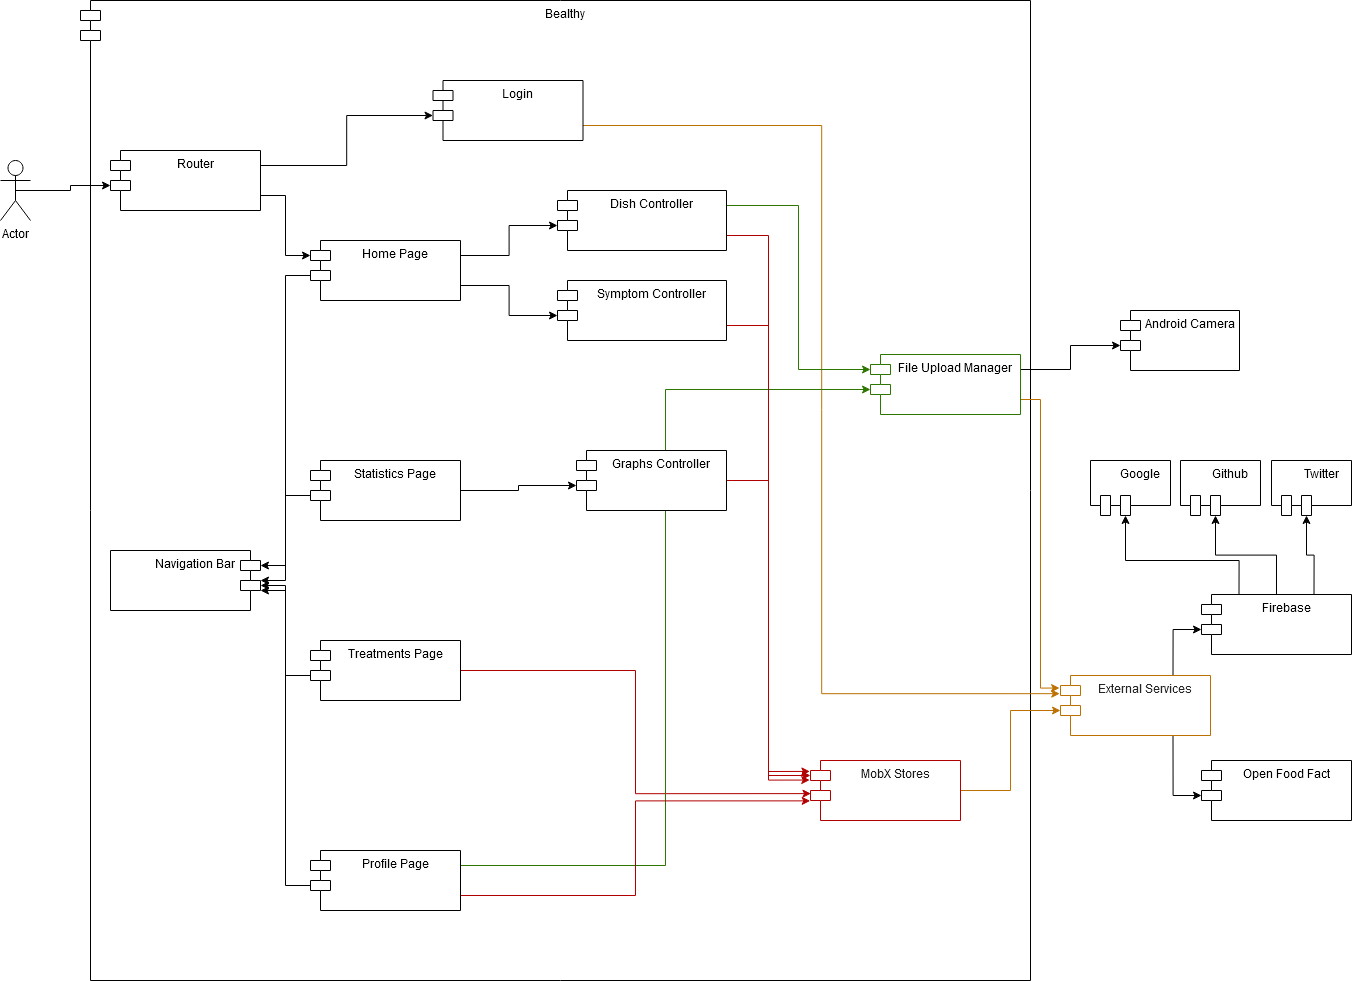 Bealthy
Login
Router
Actor
Dish Controller
Home Page
Symptom Controller
Android Camera
File Upload Manager
Statistics Page
Graphs Controller
Google
Github
Twitter
Navigation Bar
Firebase
Treatments Page
External Services
MobX Stores
Open Food Fact
Profile Page